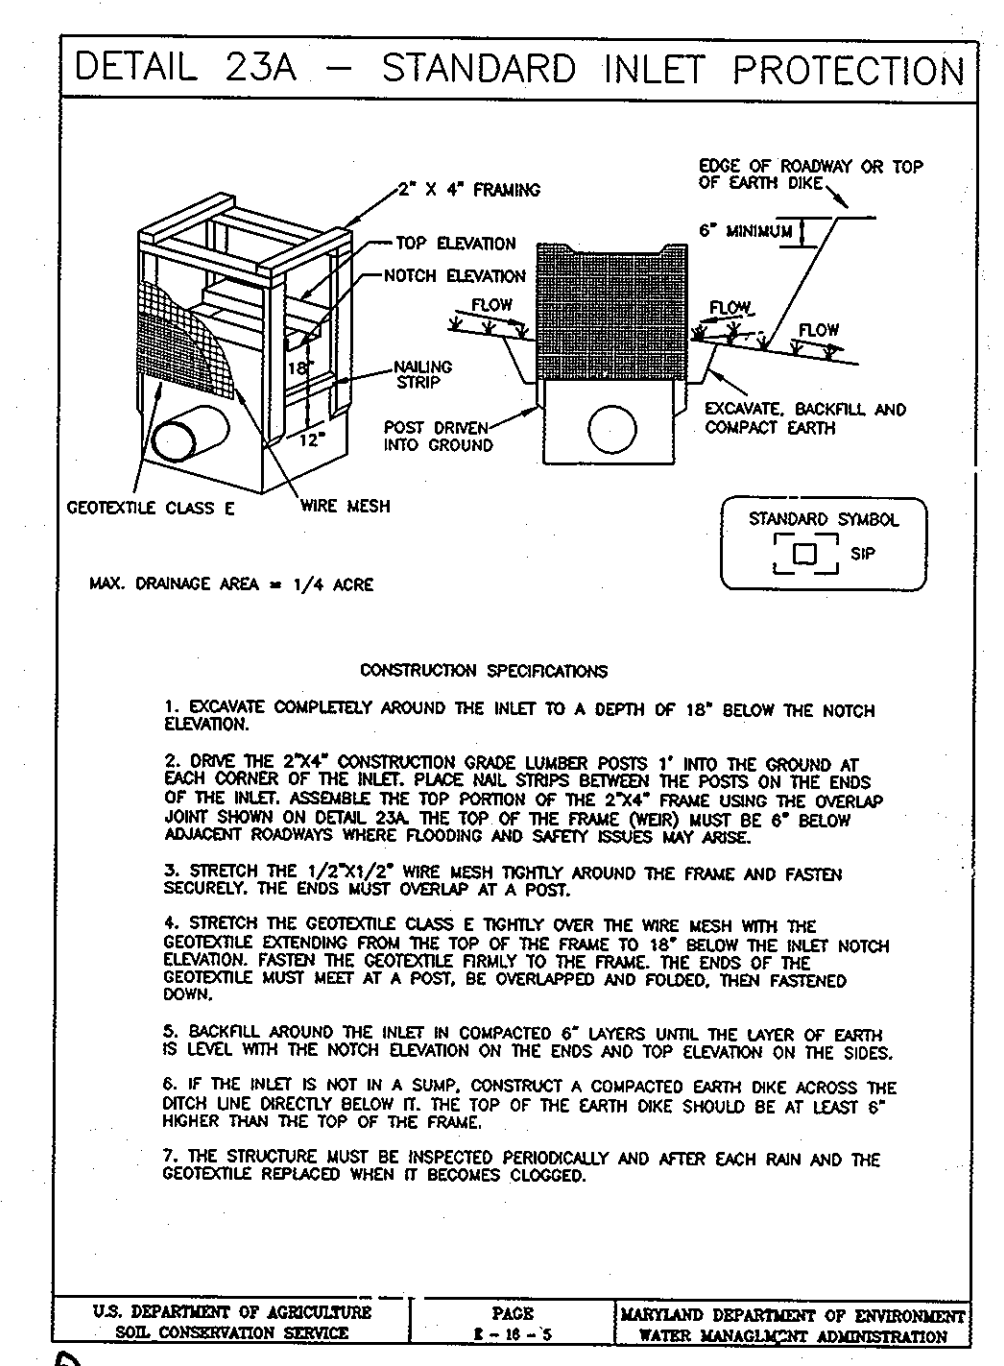 DETAIL 23A – STANDARD INLET PROTECTION
EDGE OF ROADWAY OR TOP
OF EARTH DIKE
2" X 4" FRAMING
6" MINIMUM
TOP ELEVATION
NOTCH ELEVATION
FLOW
FLOW
FLOW
18"
NAILING
STRIP
POST DRIVEN
INTO GROUND
12"
EXCAVATE, BACKFILL AND
COMPACT EARTH
GEOTEXTILE CLASS E
WIRE MESH
STANDARD SYMBOL
SIP
MAX. DRAINAGE AREA = 1/4 ACRE
CONSTRUCTION SPECIFICATIONS
1. EXCAVATE COMPLETELY AROUND THE INLET TO A DEPTH OF 18" BELOW THE NOTCH
ELEVATION.
2. DRIVE THE 2"X4" CONSTRUCTION GRADE LUMBER POSTS 1' INTO THE GROUND AT
EACH CORNER OF THE INLET. PLACE NAIL STRIPS BETWEEN THE POSTS ON THE ENDS
OF THE INLET. ASSEMBLE THE TOP PORTION OF THE 2"X4" FRAME USING THE OVERLAP
JOINT SHOWN ON DETAIL 23A. THE TOP OF THE FRAME (WEIR) MUST BE 6" BELOW
ADJACENT ROADWAYS WHERE FLOODING AND SAFETY ISSUES MAY ARISE.
3. STRETCH THE 1/2"X1/2" WIRE MESH TIGHTLY AROUND THE FRAME AND FASTEN
SECURELY. THE ENDS MUST OVERLAP AT A POST.
4. STRETCH THE GEOTEXTILE CLASS E TIGHTLY OVER THE WIRE MESH WITH THE
GEOTEXTILE EXTENDING FROM THE TOP OF THE FRAME TO 18" BELOW THE INLET NOTCH
ELEVATION. FASTEN THE GEOTEXTILE FIRMLY TO THE FRAME. THE ENDS OF THE
GEOTEXTILE MUST MEET AT A POST, BE OVERLAPPED AND FOLDED, THEN FASTENED
DOWN.
5. BACKFILL AROUND THE INLET IN COMPACTED 6" LAYERS UNTIL THE LAYER OF EARTH
IS LEVEL WITH THE NOTCH ELEVATION ON THE ENDS AND TOP ELEVATION ON THE SIDES.
6. IF THE INLET IS NOT IN A SUMP, CONSTRUCT A COMPACTED EARTH DIKE ACROSS THE
DITCH LINE DIRECTLY BELOW IT. THE TOP OF THE EARTH DIKE SHOULD BE AT LEAST 6"
HIGHER THAN THE TOP OF THE FRAME.
7. THE STRUCTURE MUST BE INSPECTED PERIODICALLY AND AFTER EACH RAIN AND THE
GEOTEXTILE REPLACED WHEN IT BECOMES CLOGGED.
U.S. DEPARTMENT OF AGRICULTURE
SOIL CONSERVATION SERVICE
PAGE
E - 16 - 5
MARYLAND DEPARTMENT OF ENVIRONMENT
WATER MANAGEMENT ADMINISTRATION